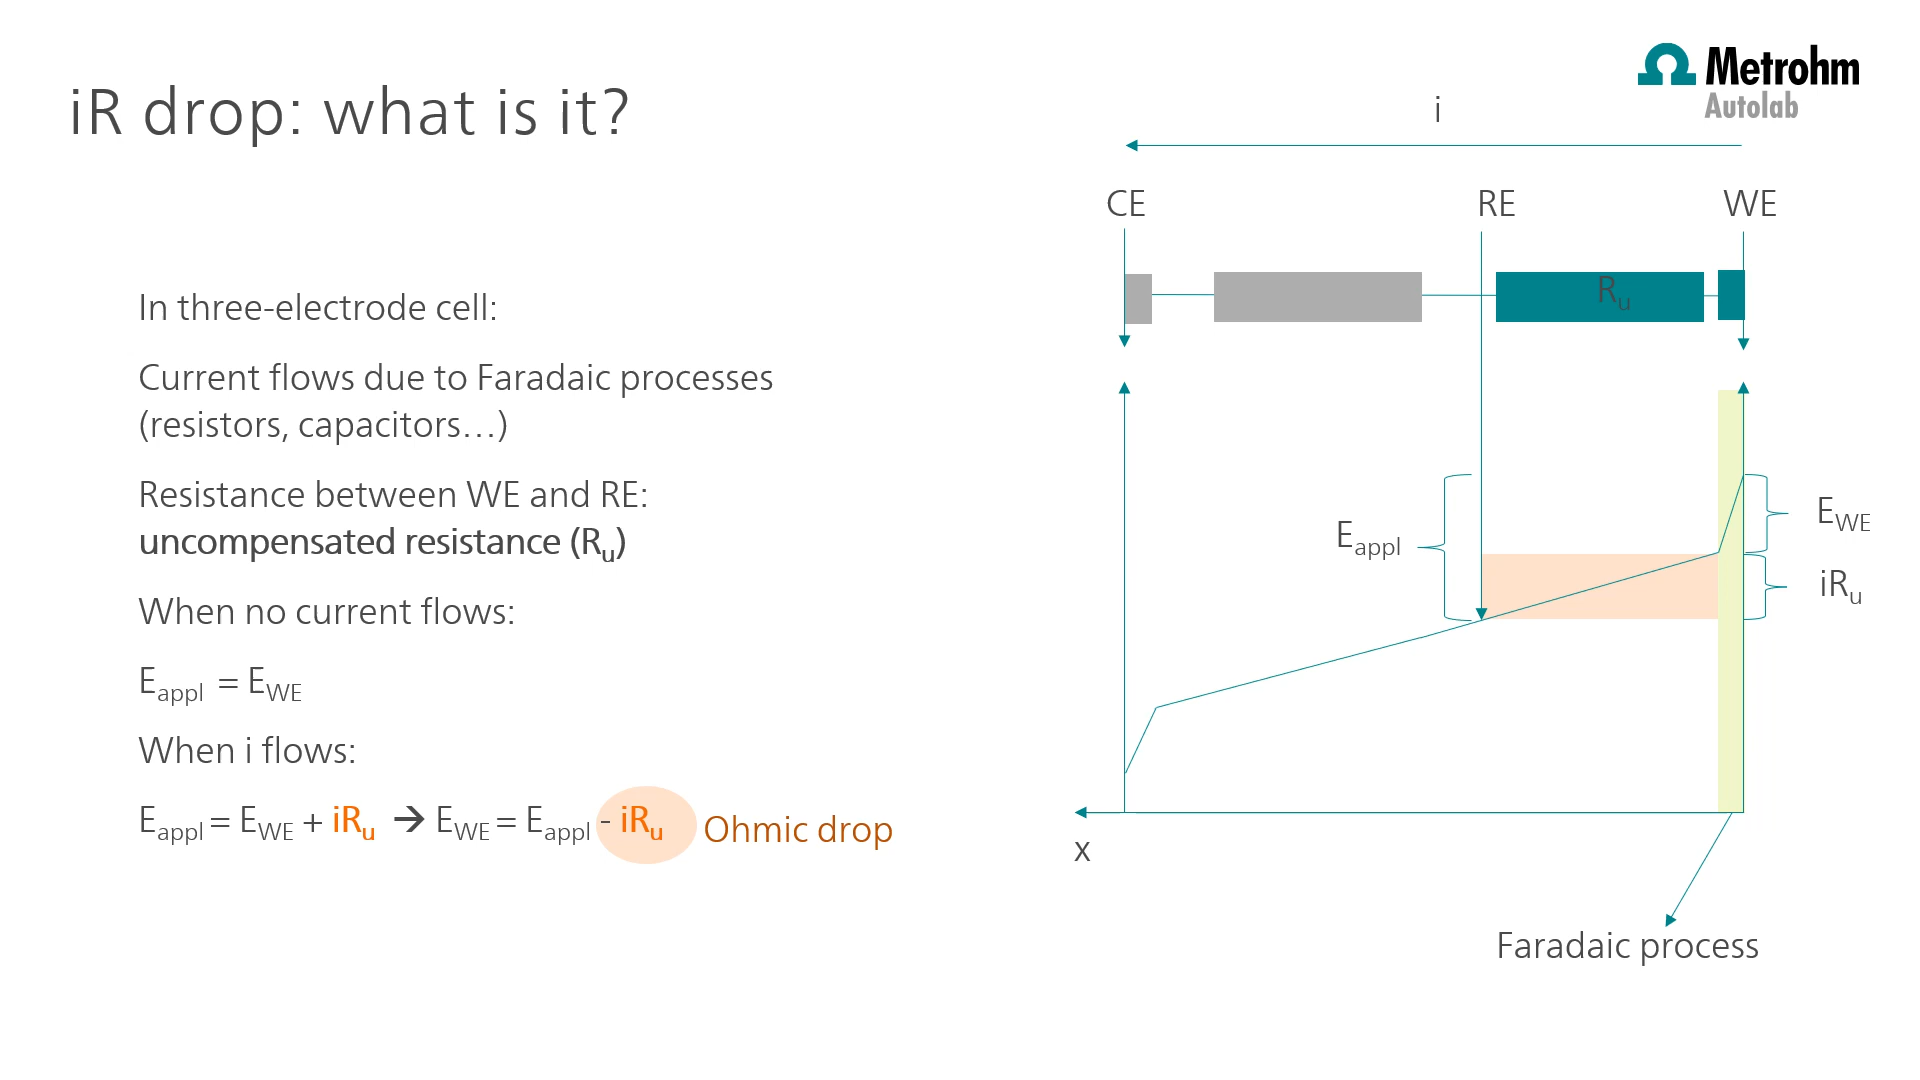 iR drop: what is it?
Metrohm
Autolab
In three-electrode cell:
Current flows due to Faradaic processes
(resistors, capacitors…)
Resistance between WE and RE:
uncompensated resistance (Ru)
When no current flows:
Eappl = EWE
When i flows:
Eappl = EWE + iRu → EWE = Eappl - iRu Ohmic drop
i
CE RE WE
Ru
Eappl
EWE
iRu
x
Faradaic process